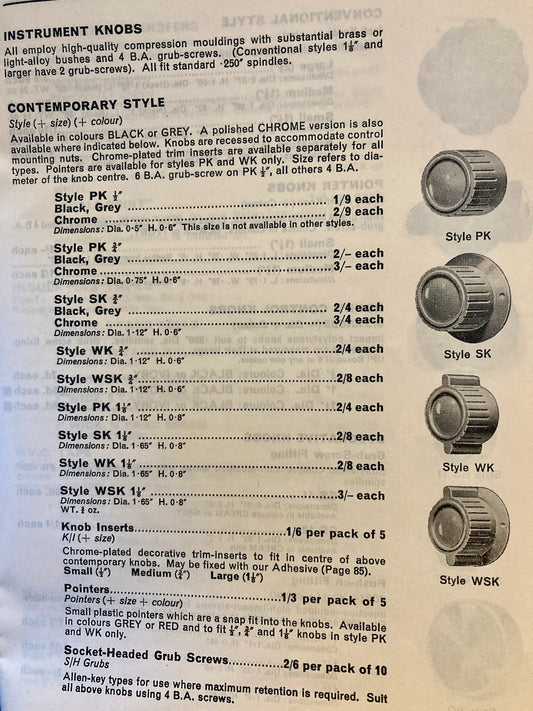 INSTRUMENT KNOBS
All employ high-quality compression mouldings with substantial brass or
light-alloy bushes and 4 B.A. grub-screws. (Conventional styles 1⅛″ and
larger have 2 grub-screws). All fit standard ·250″ spindles.
CONTEMPORARY STYLE
Style (+ size) (+ colour)
Available in colours BLACK or GREY. A polished CHROME version is also
available where indicated below. Knobs are recessed to accommodate control
mounting nuts. Chrome-plated trim inserts are available separately for all
types. Pointers are available for styles PK and WK only. Size refers to dia-
meter of the knob centre. 6 B.A. grub-screw on PK ½″, all others 4 B.A.
Style PK ½″
Black, Grey ........ 1/9 each
Chrome ........ 2/9 each
Dimensions: Dia. 0·5″ H. 0·6″ This size is not available in other styles.
Style PK ¾″
Black, Grey ........ 2/– each
Chrome ........ 3/– each
Dimensions: Dia. 0·75″ H. 0·6″
Style PK
Style SK ¾″
Black, Grey ........ 2/4 each
Chrome ........ 3/4 each
Dimensions: Dia. 1·12″ H. 0·6″
Style WK ¾″ ........ 2/4 each
Dimensions: Dia. 1·12″ H. 0·6″
Style SK
Style WSK ¾″ ........ 2/8 each
Dimensions: Dia. 1·12″ H. 0·6″
Style PK 1⅛″ ........ 2/4 each
Dimensions: Dia. 1·12″ H. 0·8″
Style SK 1⅛″ ........ 2/8 each
Dimensions: Dia. 1·65″ H. 0·8″
Style WK 1⅛″ ........ 2/8 each
Dimensions: Dia. 1·65″ H. 0·8″
Style WK
Style WSK 1⅛″ ........ 3/– each
Dimensions: Dia. 1·65″ H. 0·8″
WT. ¾ oz.
Knob Inserts ........ 1/6 per pack of 5
K/I (+ size)
Chrome-plated decorative trim-inserts to fit in centre of above
contemporary knobs. May be fixed with our Adhesive (Page 85).
Small (½″) Medium (¾″) Large (1⅛″)
Style WSK
Pointers ........ 1/3 per pack of 5
Pointers (+ size + colour)
Small plastic pointers which are a snap fit into the knobs. Available
in colours GREY or RED and to fit ½″, ¾″ and 1⅛″ knobs in style PK
and WK only.
Socket-Headed Grub Screws ........ 2/6 per pack of 10
S/H Grubs
Allen-key types for use where maximum retention is required. Suit
all above knobs using 4 B.A. screws.